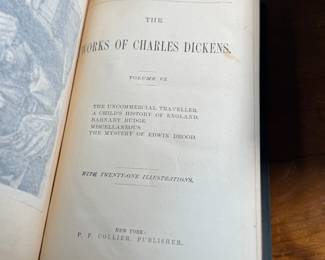 THE
WORKS OF CHARLES DICKENS.
VOLUME VI.
THE UNCOMMERCIAL TRAVELLER.
A CHILD'S HISTORY OF ENGLAND.
BARNABY RUDGE.
MISCELLANEOUS.
THE MYSTERY OF EDWIN DROOD.
WITH TWENTY-ONE ILLUSTRATIONS.
NEW YORK:
P. F. COLLIER, PUBLISHER.